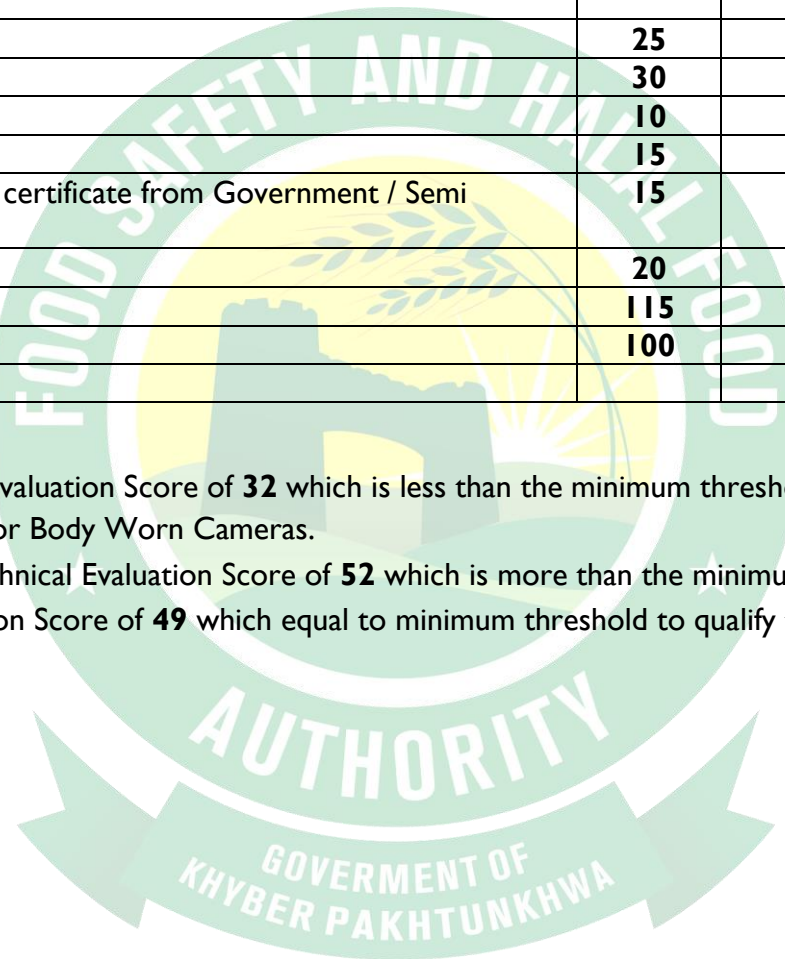 25
30
10
15
certificate from Government / Semi 15
20
115
100
valuation Score of 32 which is less than the minimum thresh
or Body Worn Cameras.
hnical Evaluation Score of 52 which is more than the minimu
on Score of 49 which equal to minimum threshold to qualify
FOOD SAFETY AND HALAL FOOD
AUTHORITY
GOVERMENT OF
KHYBER PAKHTUNKHWA